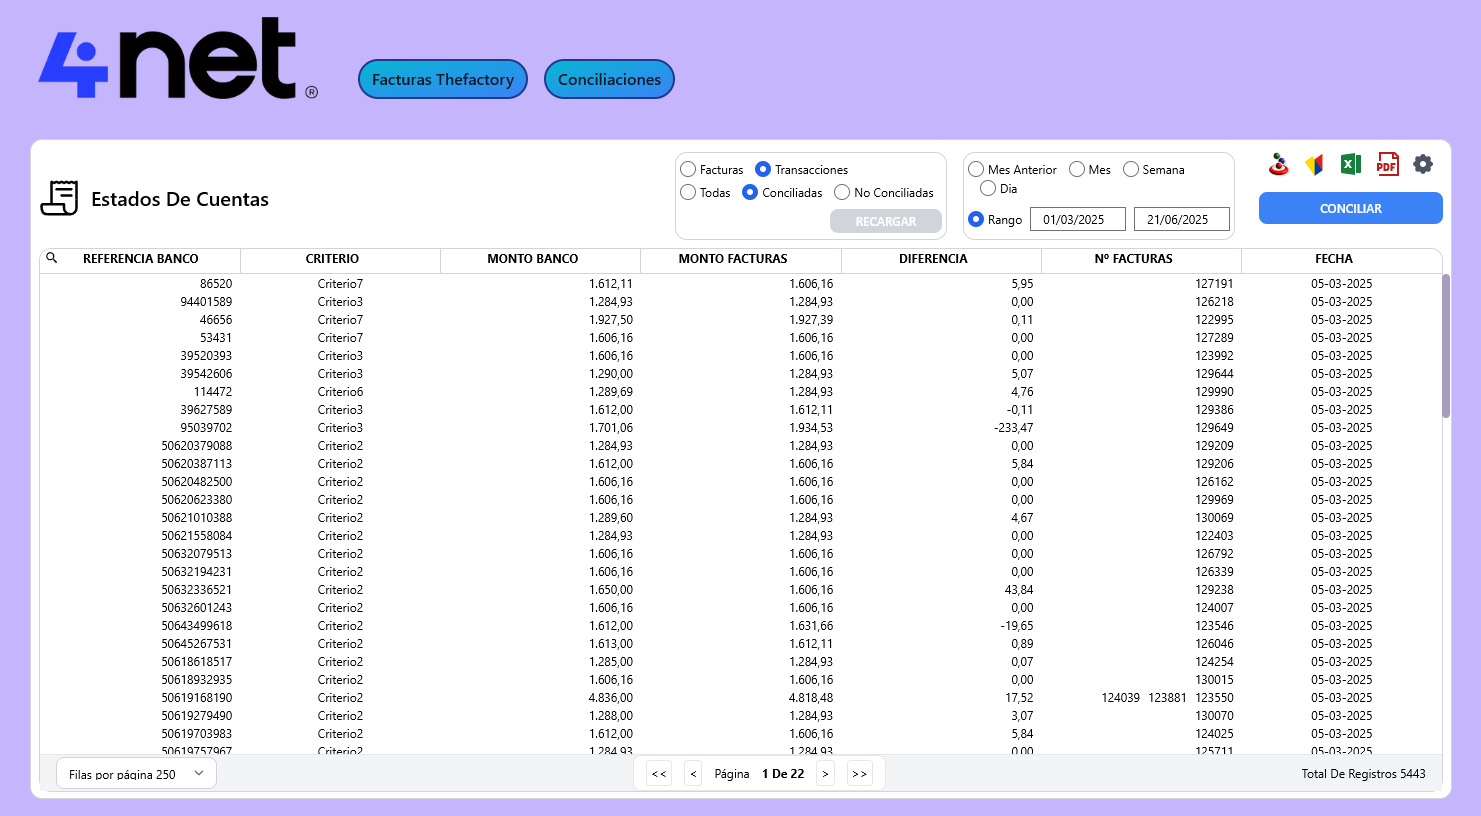 4net ®
Facturas Thefactory Conciliaciones
Estados De Cuentas
Facturas Transacciones
Todas Conciliadas No Conciliadas
RECARGAR
Mes Anterior Mes Semana
Dia
Rango 01/03/2025 21/06/2025
PDF
CONCILIAR
REFERENCIA BANCO CRITERIO MONTO BANCO MONTO FACTURAS DIFERENCIA Nº FACTURAS FECHA
86520 Criterio7 1.612,11 1.606,16 5,95 127191 05-03-2025
94401589 Criterio3 1.284,93 1.284,93 0,00 126218 05-03-2025
46656 Criterio7 1.927,50 1.927,39 0,11 122995 05-03-2025
53431 Criterio7 1.606,16 1.606,16 0,00 127289 05-03-2025
39520393 Criterio3 1.606,16 1.606,16 0,00 123992 05-03-2025
39542606 Criterio3 1.290,00 1.284,93 5,07 129644 05-03-2025
114472 Criterio6 1.289,69 1.284,93 4,76 129990 05-03-2025
39627589 Criterio3 1.612,00 1.612,11 -0,11 129386 05-03-2025
95039702 Criterio3 1.701,06 1.934,53 -233,47 129649 05-03-2025
50620379088 Criterio2 1.284,93 1.284,93 0,00 129209 05-03-2025
50620387113 Criterio2 1.612,00 1.606,16 5,84 129206 05-03-2025
50620482500 Criterio2 1.606,16 1.606,16 0,00 126162 05-03-2025
50620623380 Criterio2 1.606,16 1.606,16 0,00 129969 05-03-2025
50621010388 Criterio2 1.289,60 1.284,93 4,67 130069 05-03-2025
50621558084 Criterio2 1.284,93 1.284,93 0,00 122403 05-03-2025
50632079513 Criterio2 1.606,16 1.606,16 0,00 126792 05-03-2025
50632194231 Criterio2 1.606,16 1.606,16 0,00 126339 05-03-2025
50632336521 Criterio2 1.650,00 1.606,16 43,84 129238 05-03-2025
50632601243 Criterio2 1.606,16 1.606,16 0,00 124007 05-03-2025
50643499618 Criterio2 1.612,00 1.631,66 -19,65 123546 05-03-2025
50645267531 Criterio2 1.613,00 1.612,11 0,89 126046 05-03-2025
50618618517 Criterio2 1.285,00 1.284,93 0,07 124254 05-03-2025
50618932935 Criterio2 1.606,16 1.606,16 0,00 130015 05-03-2025
50619168190 Criterio2 4.836,00 4.818,48 17,52 124039 123881 123550 05-03-2025
50619279490 Criterio2 1.288,00 1.284,93 3,07 130070 05-03-2025
50619703983 Criterio2 1.612,00 1.606,16 5,84 124025 05-03-2025
50619757967 Criterio2 1.284,93 1.284,93 0,00 125711 05-03-2025
Filas por página 250 << < Página 1 De 22 > >> Total De Registros 5443